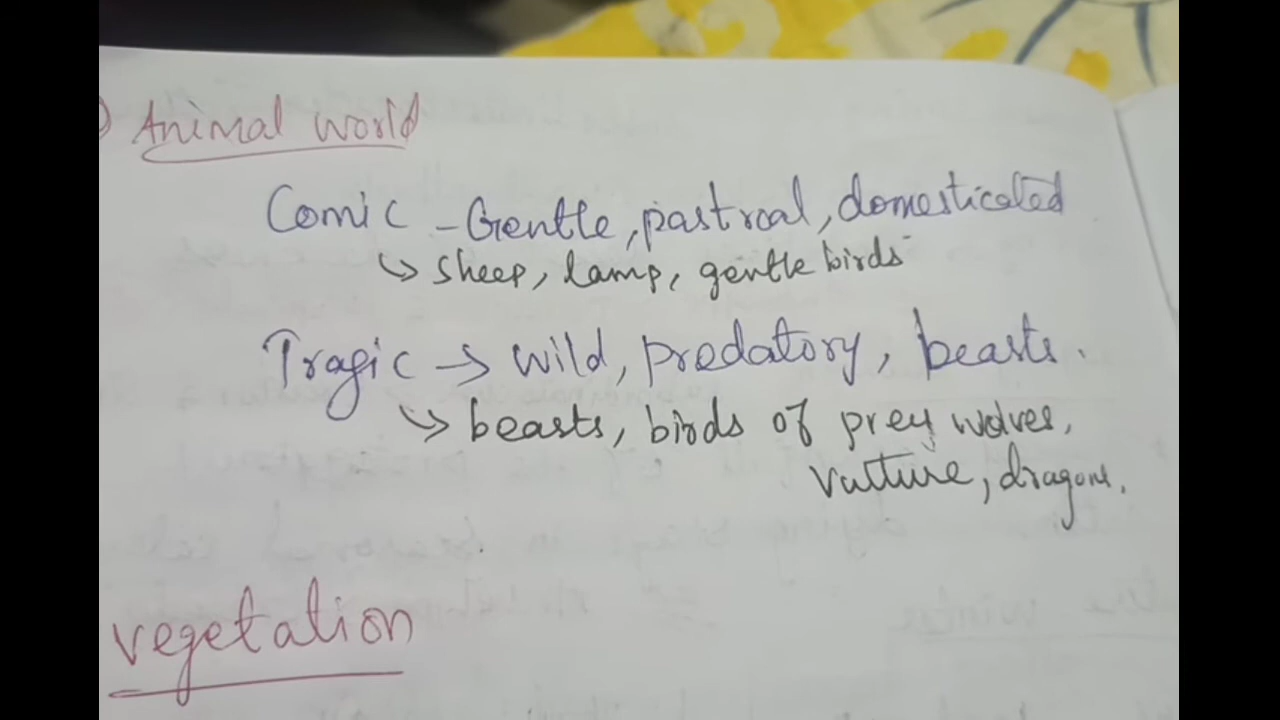 ) Animal world
Comic - Gentle, pastroal, domesticated
↳ sheep, lamp, gentle birds
Tragic → wild, predatory, beasts.
↳ beasts, birds of prey, wolves,
vulture, dragons.
vegetation